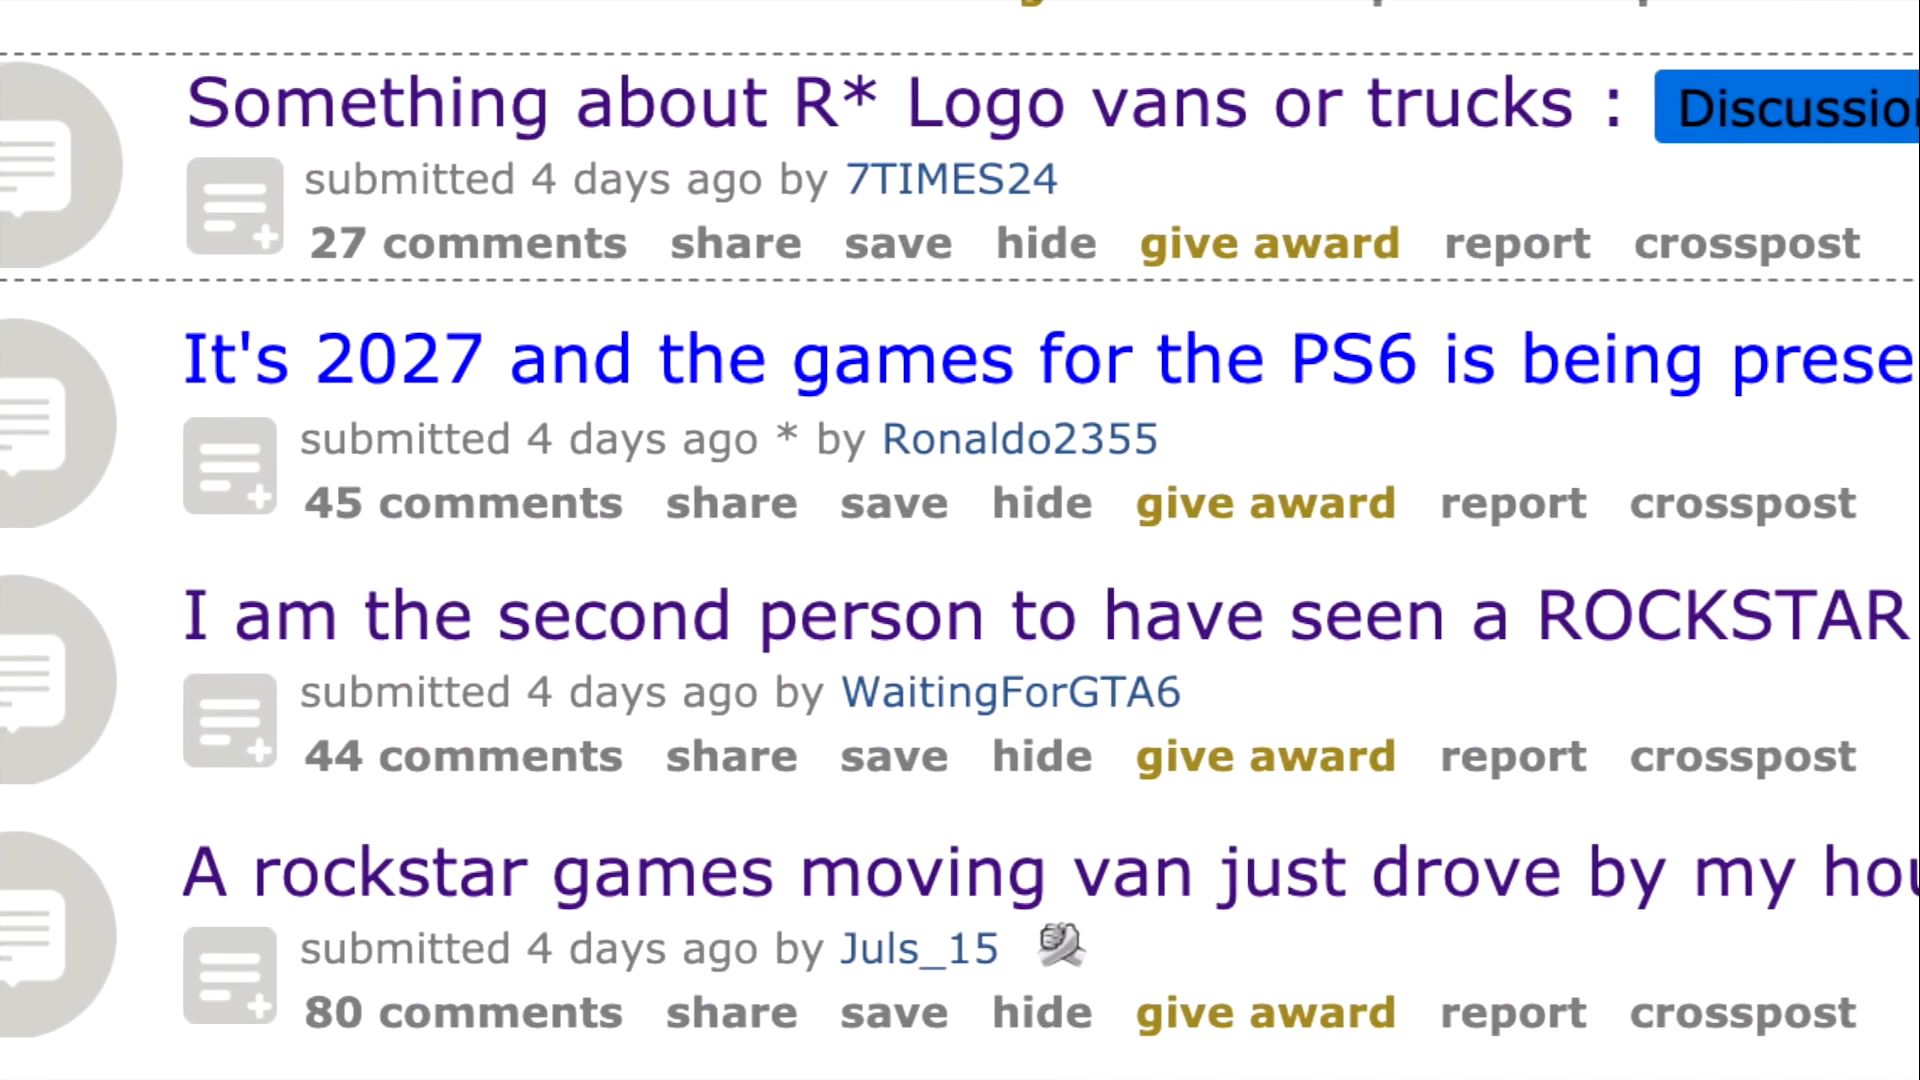 Something about R* Logo vans or trucks :
submitted 4 days ago by 7TIMES24
27 comments share save hide give award report crosspost
It's 2027 and the games for the PS6 is being
submitted 4 days ago * by Ronaldo2355
45 comments share save hide give award report crosspost
I am the second person to have seen a ROCKSTAR
submitted 4 days ago by WaitingForGTA6
44 comments share save hide give award report crosspost
A rockstar games moving van just drove by my
submitted 4 days ago by Juls_15
80 comments share save hide give award report crosspost